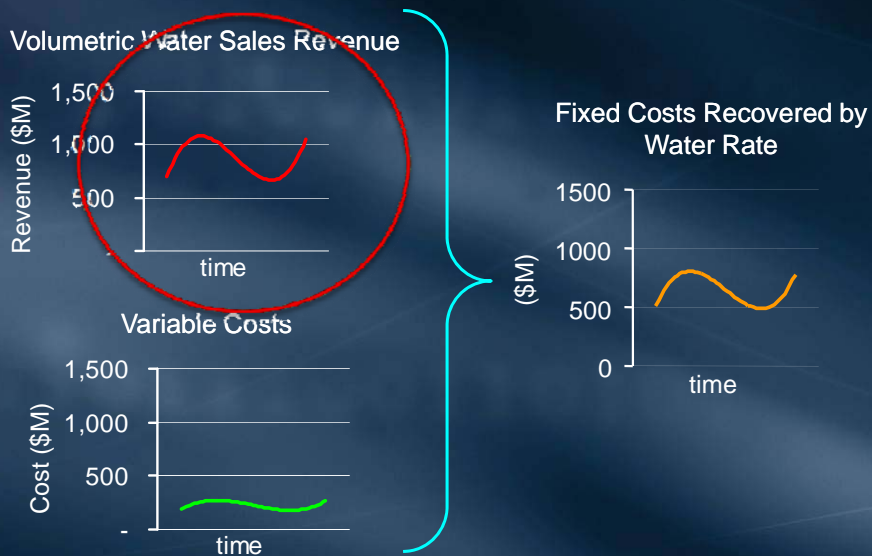 Volumetric Water Sales Revenue
Revenue ($M)
1,500
1,000
500
-
time
Variable Costs
Cost ($M)
1,500
1,000
500
-
time
Fixed Costs Recovered by
Water Rate
($M)
1500
1000
500
0
time